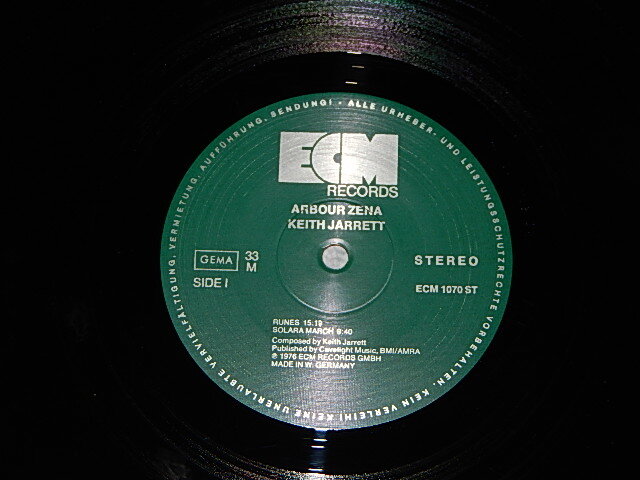 ALLE URHEBER- UND LEISTUNGSSCHUTZRECHTE VORBEHALTEN. KEIN VERLEIH! KEINE UNERLAUBTE VERVIELFÄLTIGUNG, VERMIETUNG, AUFFÜHRUNG, SENDUNG! -
ECM
RECORDS
ARBOUR ZENA
KEITH JARRETT
GEMA 33 STEREO
M
SIDE I ECM 1070 ST
RUNES 15:19
SOLARA MARCH 9:40
Composed by Keith Jarrett
Published by Cavelight Music, BMI/AMRA
℗ 1976 ECM RECORDS GMBH
MADE IN W. GERMANY